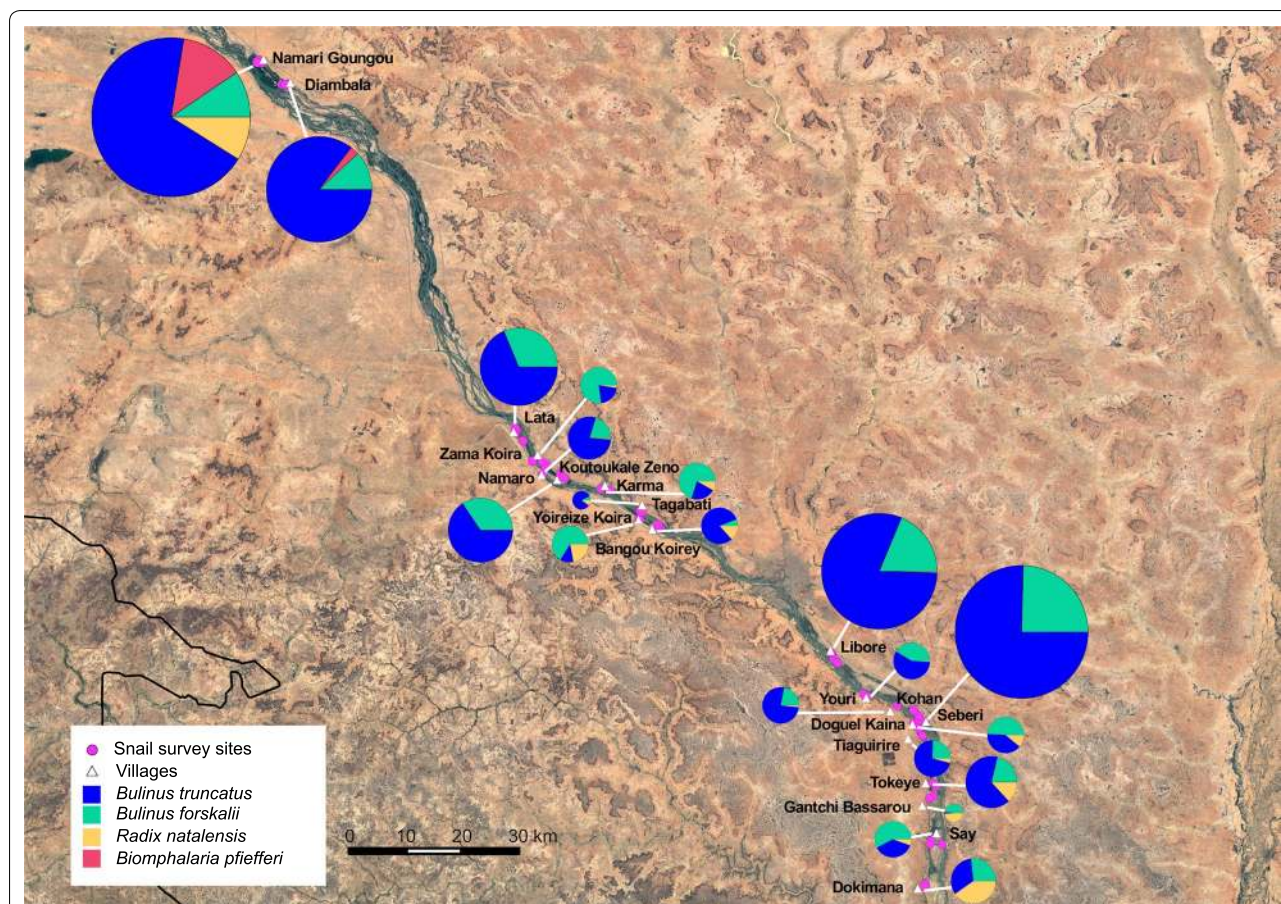 Namari Goungou
Diambala
Lata
Zama Koira
Koutoukale Zeno
Namaro
Karma
Tagabati
Yoireize Koira
Bangou Koirey
Libore
Youri
Kohan
Seberi
Doguel Kaina
Tiaguirire
Tokeye
Gantchi Bassarou
Say
Dokimana
Snail survey sites
Villages
Bulinus truncatus
Bulinus forskalii
Radix natalensis
Biomphalaria pfiefferi
0 10 20 30 km